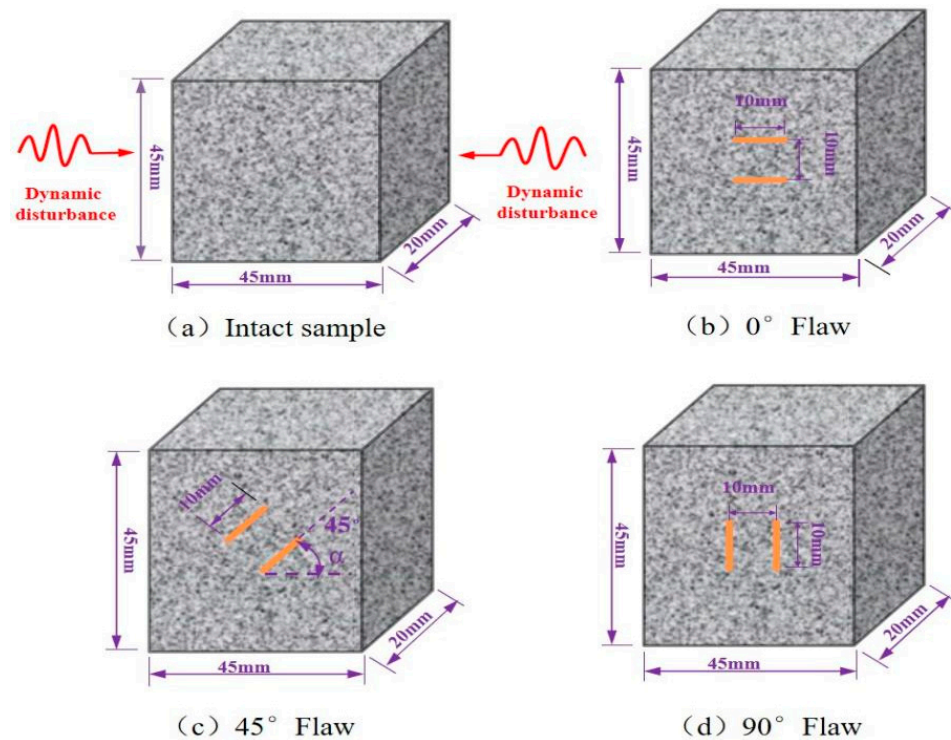 45mm
Dynamic
disturbance
Dynamic
disturbance
20mm
45mm
(a) Intact sample
45mm
10mm
10mm
20mm
45mm
(b) 0° Flaw
45mm
10mm
45°
α
20mm
45mm
(c) 45° Flaw
45mm
10mm
10mm
20mm
45mm
(d) 90° Flaw